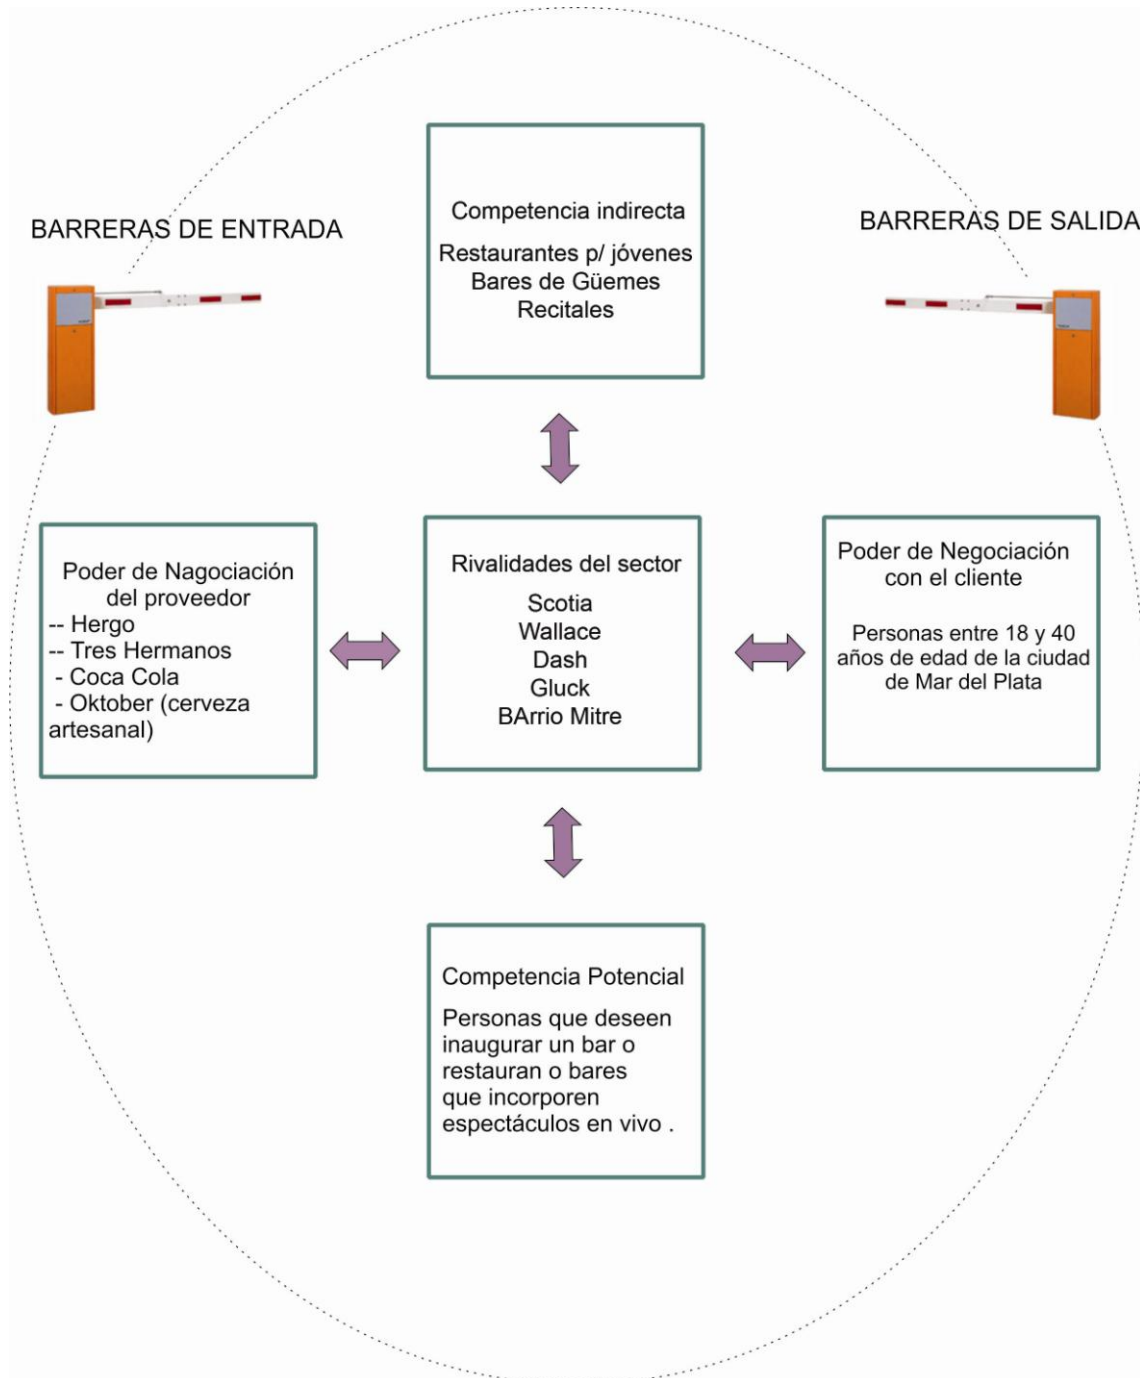 BARRERAS DE ENTRADA
BARRERAS DE SALIDA
Competencia indirecta
Restaurantes p/ jóvenes
Bares de Güemes
Recitales
Poder de Nagociación
del proveedor
-- Hergo
-- Tres Hermanos
- Coca Cola
- Oktober (cerveza
artesanal)
Rivalidades del sector
Scotia
Wallace
Dash
Gluck
BArrio Mitre
Poder de Negociación
con el cliente
Personas entre 18 y 40
años de edad de la ciudad
de Mar del Plata
Competencia Potencial
Personas que deseen
inaugurar un bar o
restauran o bares
que incorporen
espectáculos en vivo .